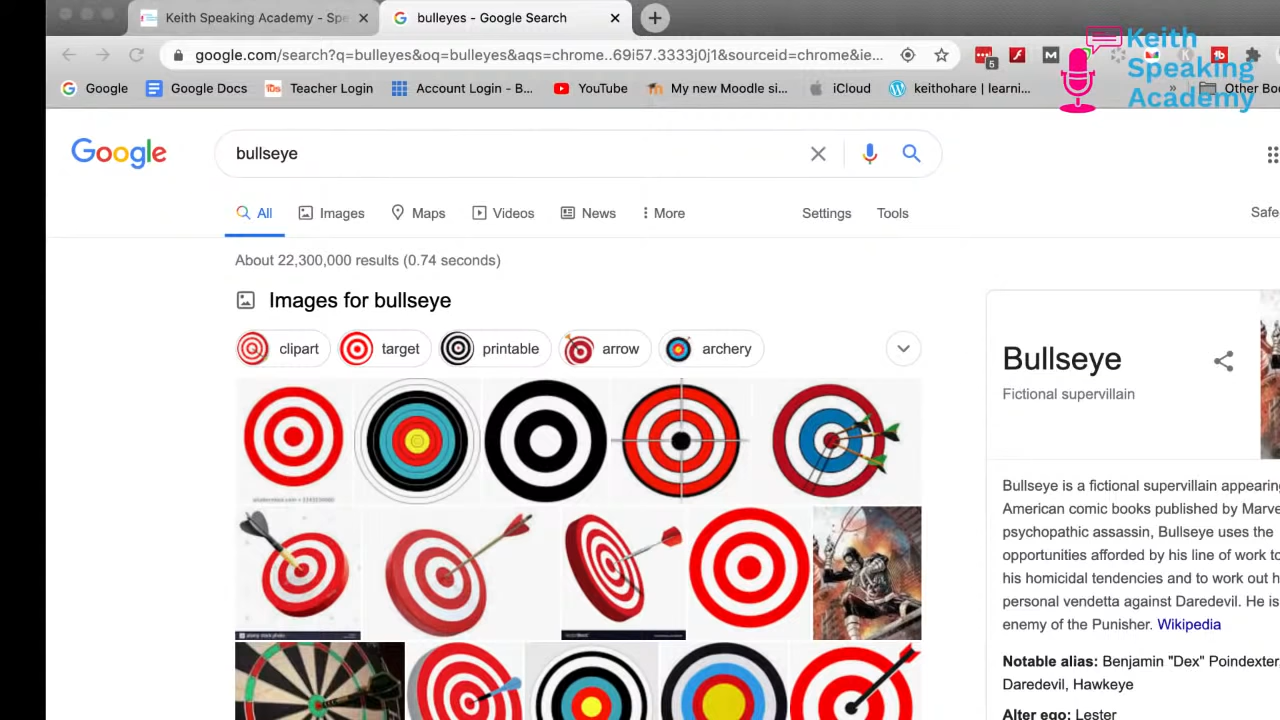 Keith Speaking Academy - Spe
bulleyes - Google Search
google.com/search?q=bulleyes&oq=bulleyes&aqs=chrome..69i57.3333j0j1&sourceid=chrome&ie...
5
Keith
Speaking
Academy
Google
Google Docs
Teacher Login
Account Login - B...
YouTube
My new Moodle si...
iCloud
keithohare | learni...
»
Other Boo
Google
bullseye
All
Images
Maps
Videos
News
More
Settings
Tools
Safe
About 22,300,000 results (0.74 seconds)
Images for bullseye
clipart
target
printable
arrow
archery
Bullseye
Fictional supervillain
Bullseye is a fictional supervillain appearing
American comic books published by Marve
psychopathic assassin, Bullseye uses the
opportunities afforded by his line of work to
his homicidal tendencies and to work out h
personal vendetta against Daredevil. He is
enemy of the Punisher. Wikipedia
Notable alias: Benjamin "Dex" Poindexter,
Daredevil, Hawkeye
Alter ego: Lester